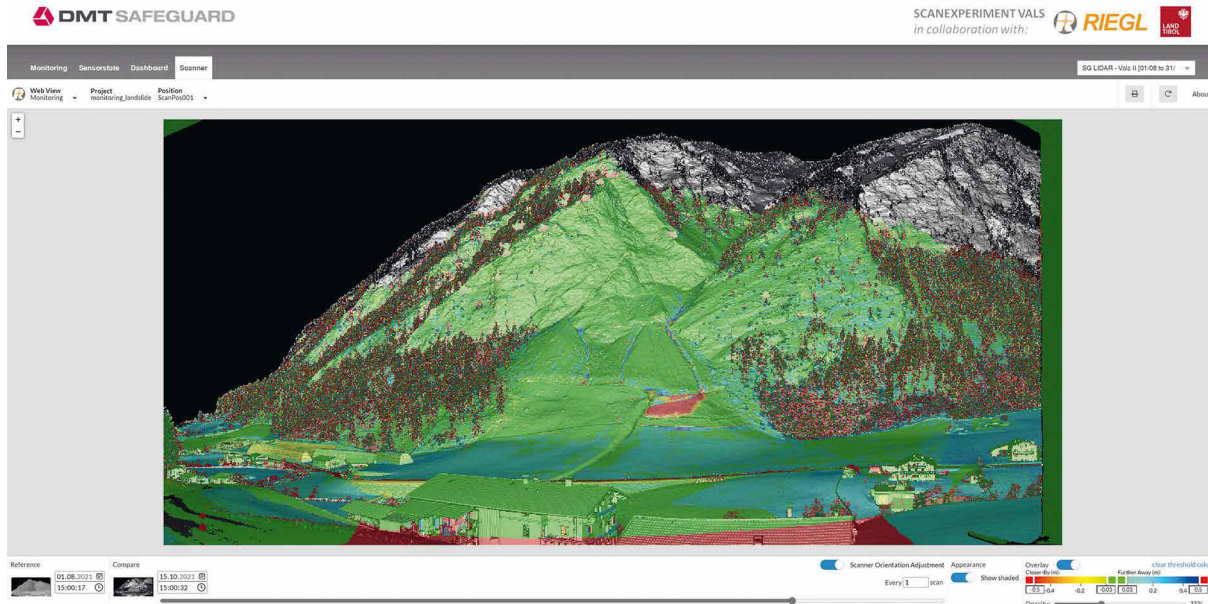 DMT SAFEGUARD
SCANEXPERIMENT VALS
in collaboration with:
RIEGL
LAND
TIROL
Monitoring Sensorstate Dashboard Scanner
SG LIDAR - Vals II [01/08 to 31/
Web View
Monitoring
Project
monitoring_landslide
Position
ScanPos001
Abou
+
−
Reference
01.08.2021
15:00:17
Compare
15.10.2021
15:00:32
Scanner Orientation Adjustment
Every 1 scan
Appearance
Show shaded
Overlay
clear threshold colo
Closer-By (m): Further Away (m):
-0.5 -0.4 -0.2 -0.03 0.03 0.2 0.4 0.5
Opacity 35%